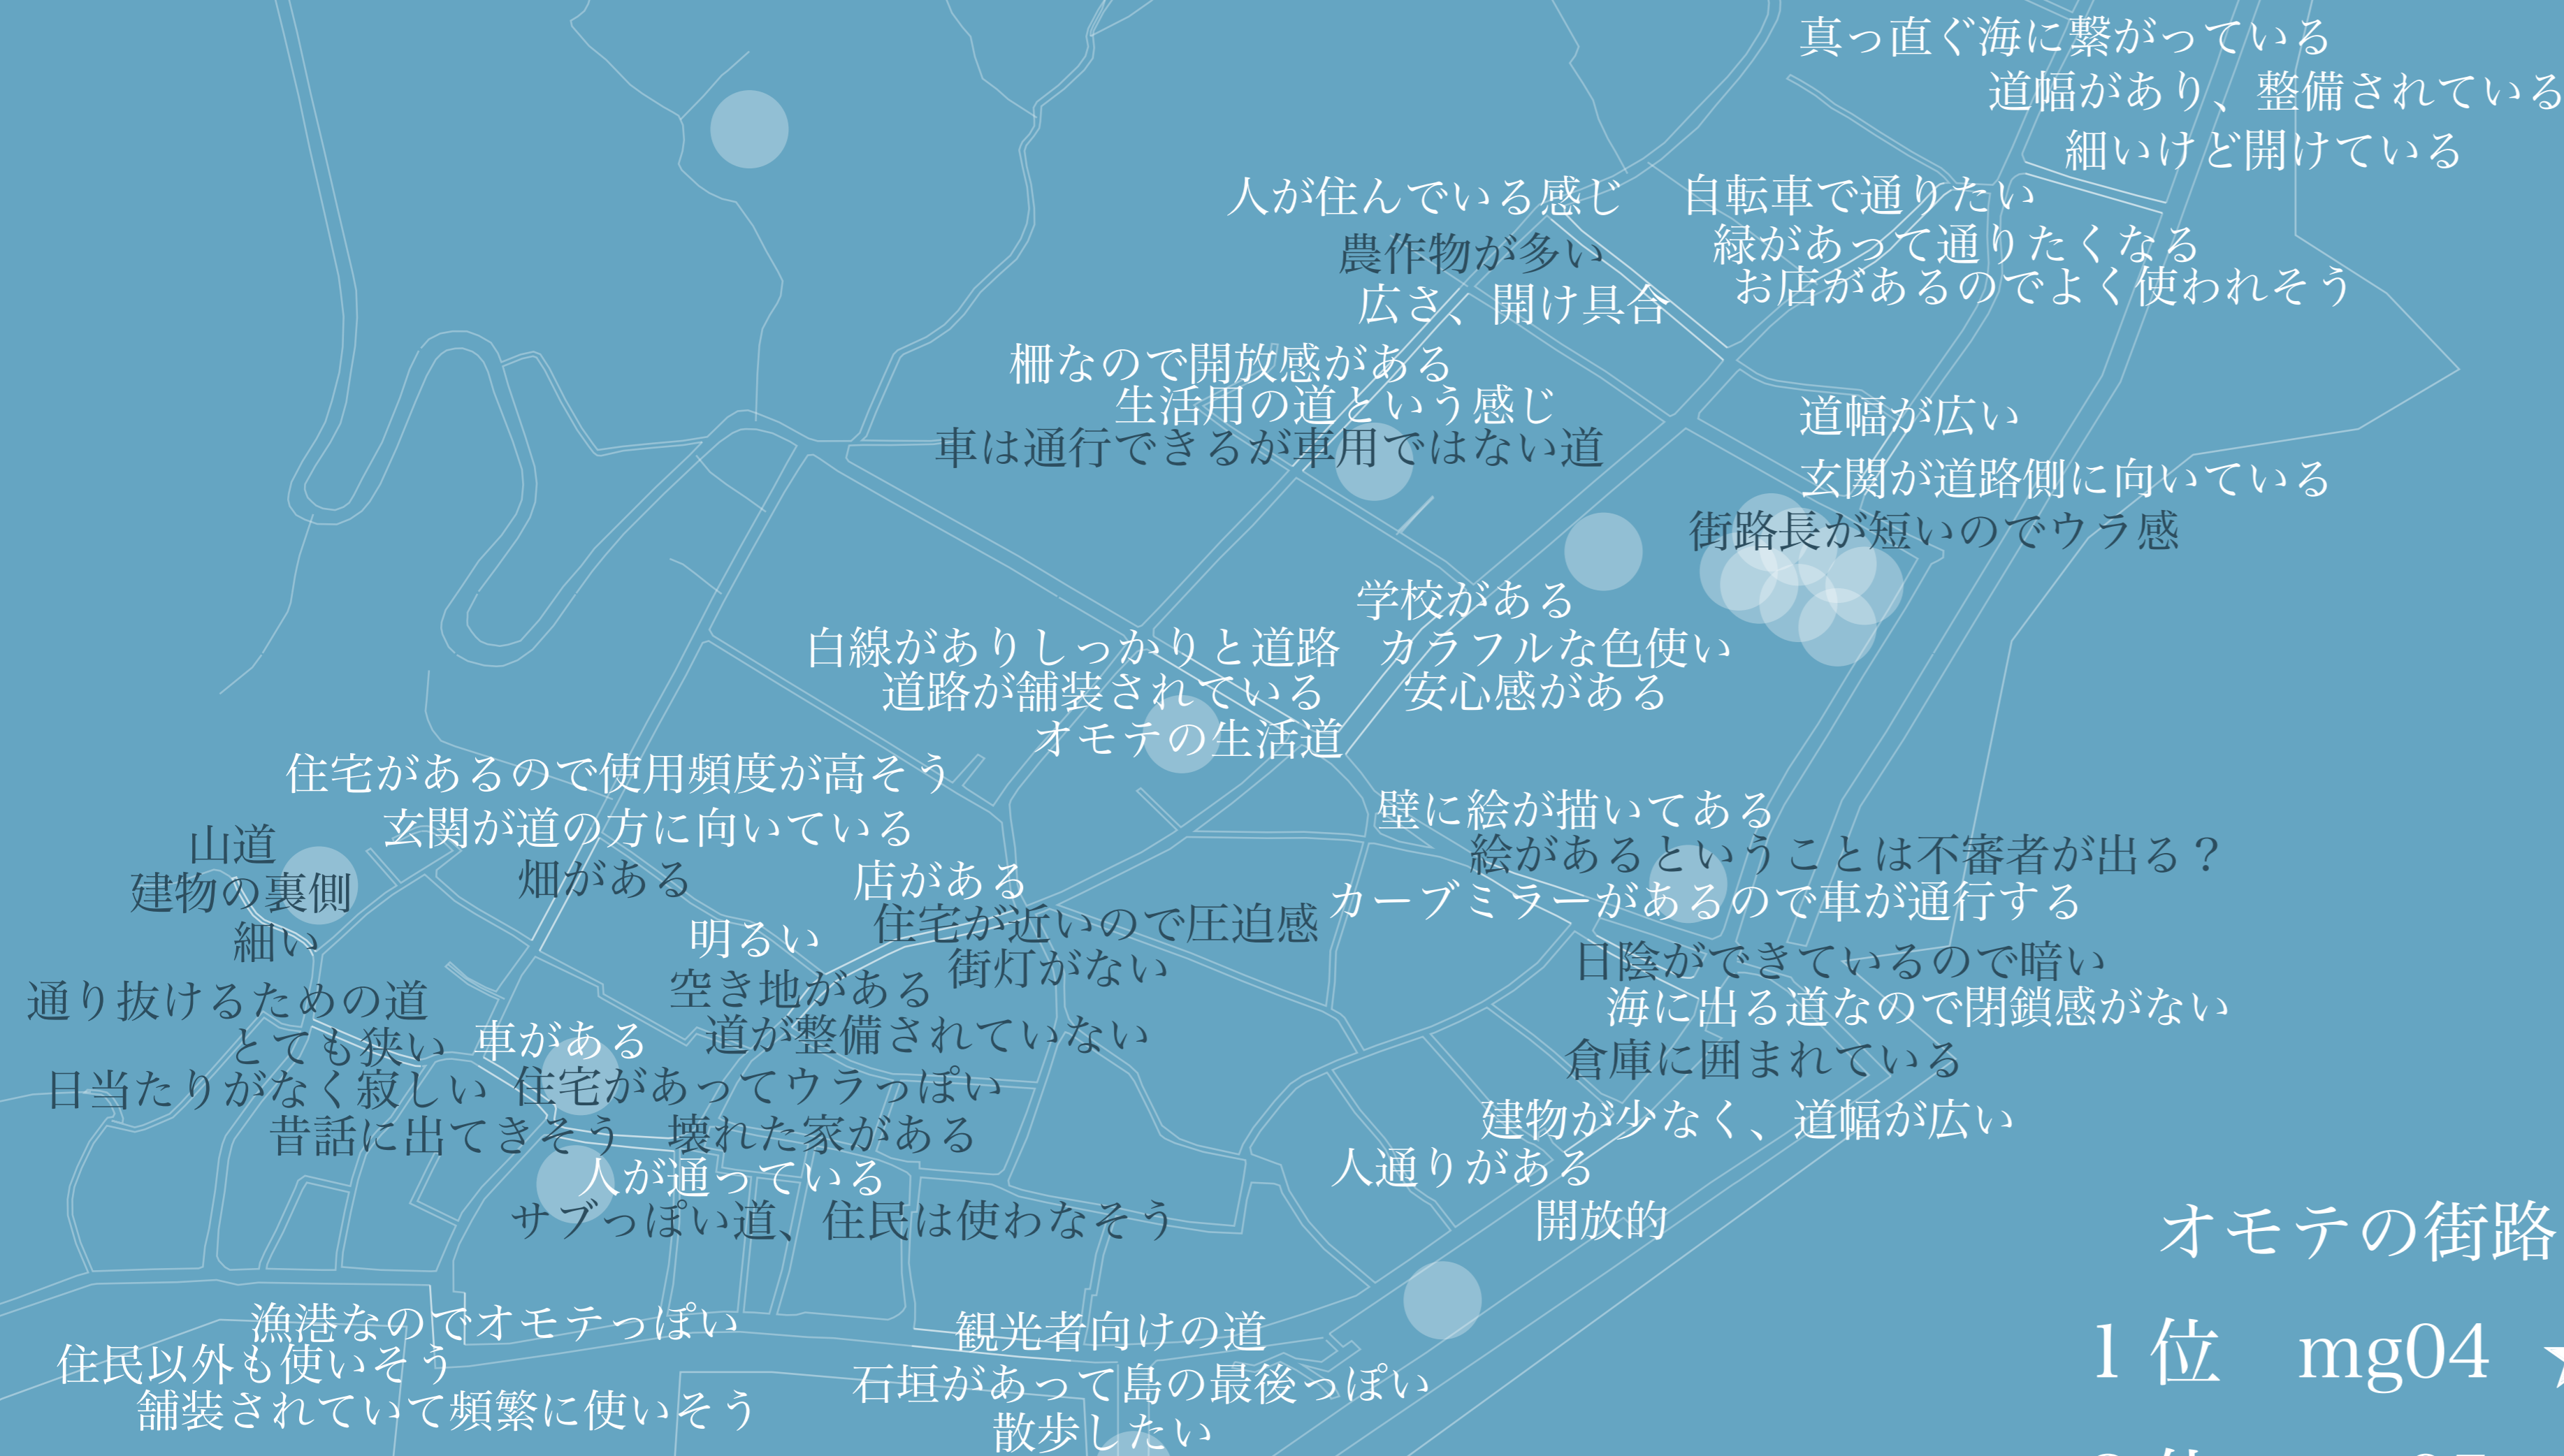 真っ直ぐ海に繋がっている
道幅があり、整備されている
細いけど開けている
人が住んでいる感じ
自転車で通りたい
農作物が多い
緑があって通りたくなる
広さ、開け具合
お店があるのでよく使われそう
柵なので開放感がある
生活用の道という感じ
車は通行できるが車用ではない道
道幅が広い
玄関が道路側に向いている
街路長が短いのでウラ感
学校がある
白線がありしっかりと道路
カラフルな色使い
道路が舗装されている
安心感がある
オモテの生活道
住宅があるので使用頻度が高そう
玄関が道の方に向いている
壁に絵が描いてある
山道
絵があるということは不審者が出る？
建物の裏側
畑がある
店がある
カーブミラーがあるので車が通行する
細い
明るい
住宅が近いので圧迫感
日陰ができているので暗い
通り抜けるための道
空き地がある
街灯がない
海に出る道なので閉鎖感がない
とても狭い
車がある
道が整備されていない
倉庫に囲まれている
日当たりがなく寂しい
住宅があってウラっぽい
昔話に出てきそう
壊れた家がある
建物が少なく、道幅が広い
人が通っている
人通りがある
サブっぽい道、住民は使わなそう
開放的
オモテの街路
漁港なのでオモテっぽい
観光者向けの道
住民以外も使いそう
石垣があって島の最後っぽい
舗装されていて頻繁に使いそう
散歩したい
1 位 mg04 ★